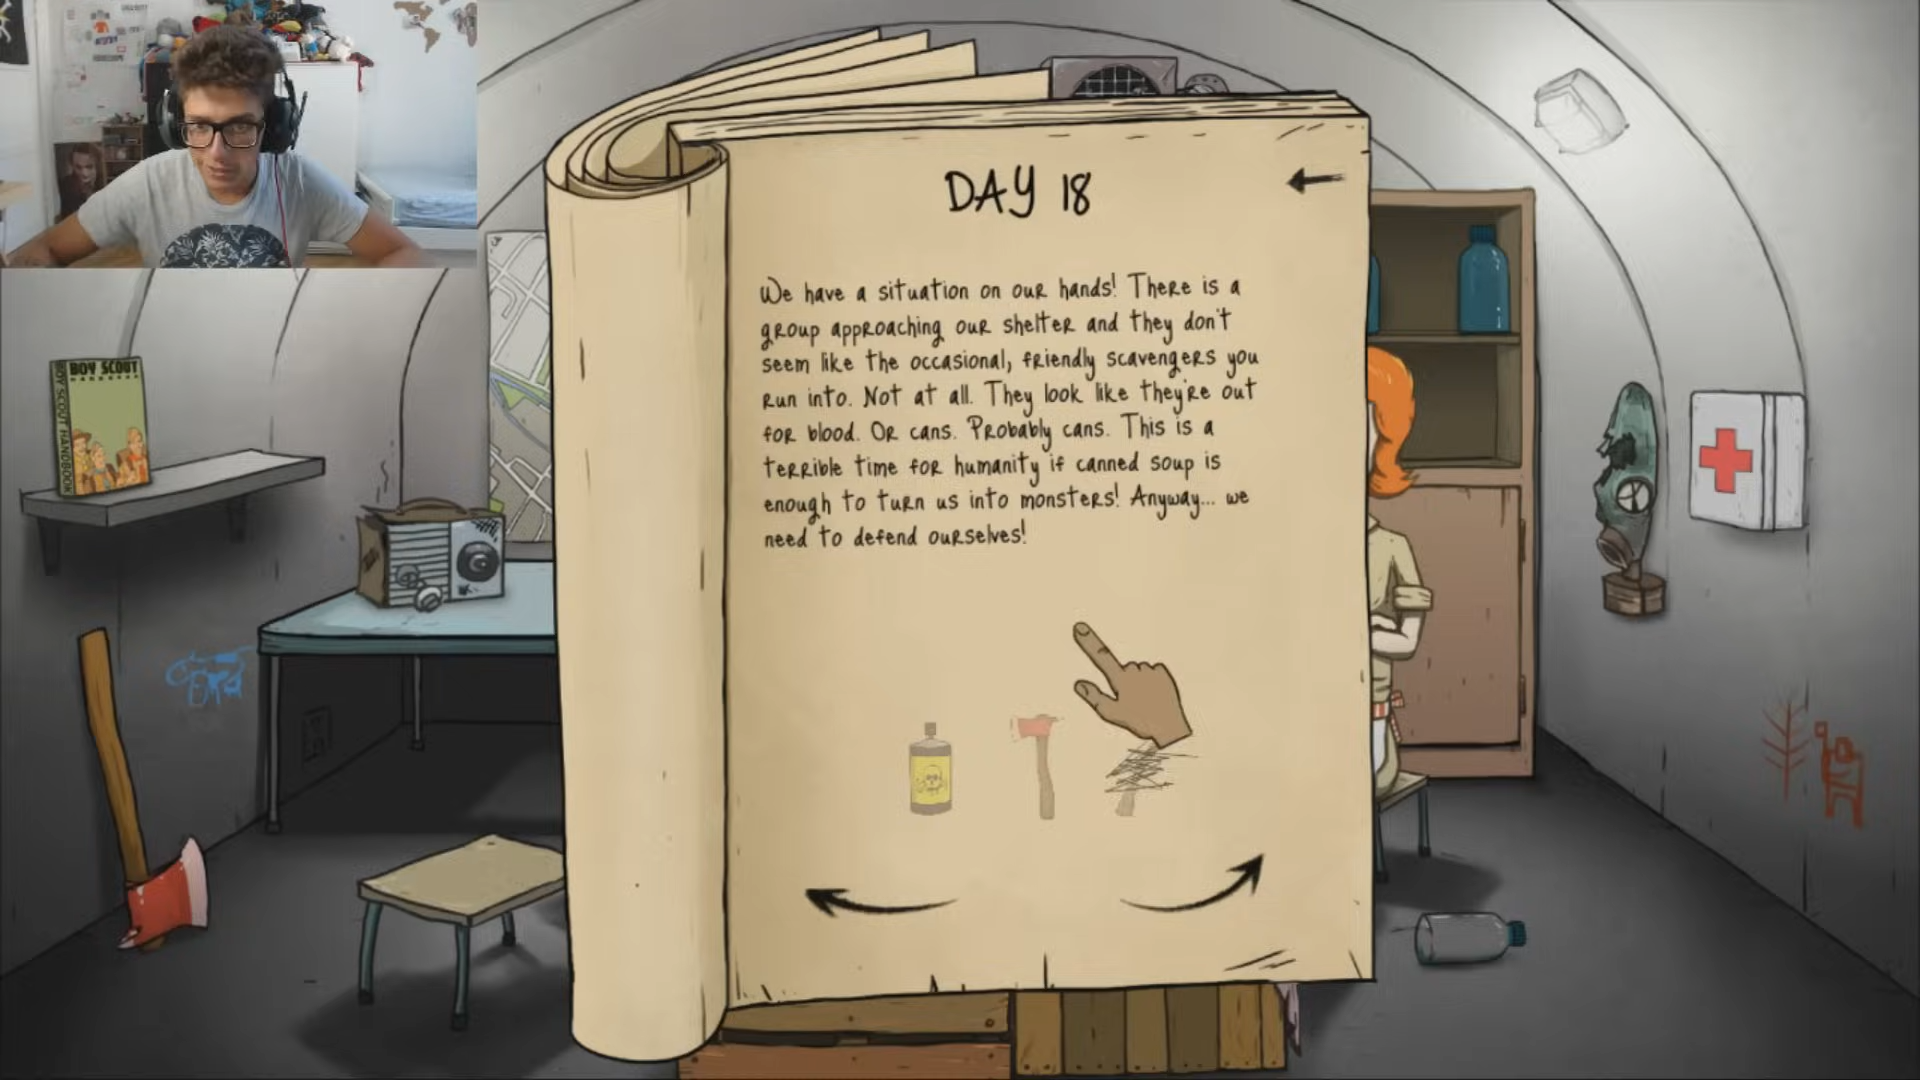 DAY 18
We have a situation on our hands! There is a
group approaching our shelter and they don't
seem like the occasional, friendly scavengers you
run into. Not at all. They look like they're out
for blood. Or cans. Probably cans. This is a
terrible time for humanity if canned soup is
enough to turn us into monsters! Anyway... we
need to defend ourselves!
BOY SCOUT
BOY SCOUT HANDBOOK